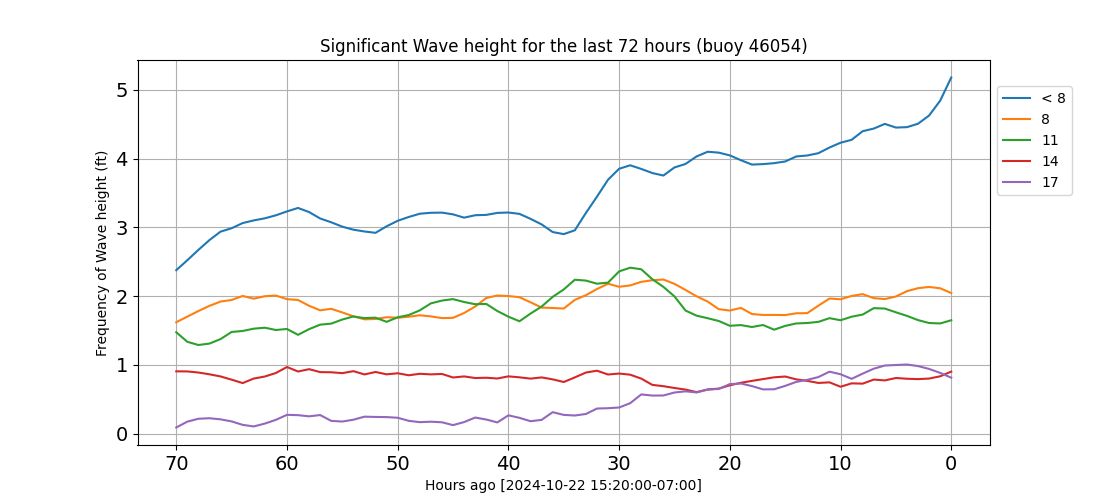 Significant Wave height for the last 72 hours (buoy 46054)
Frequency of Wave height (ft)
5
4
3
2
1
0
70 60 50 40 30 20 10 0
Hours ago [2024-10-22 15:20:00-07:00]
< 8
8
11
14
17